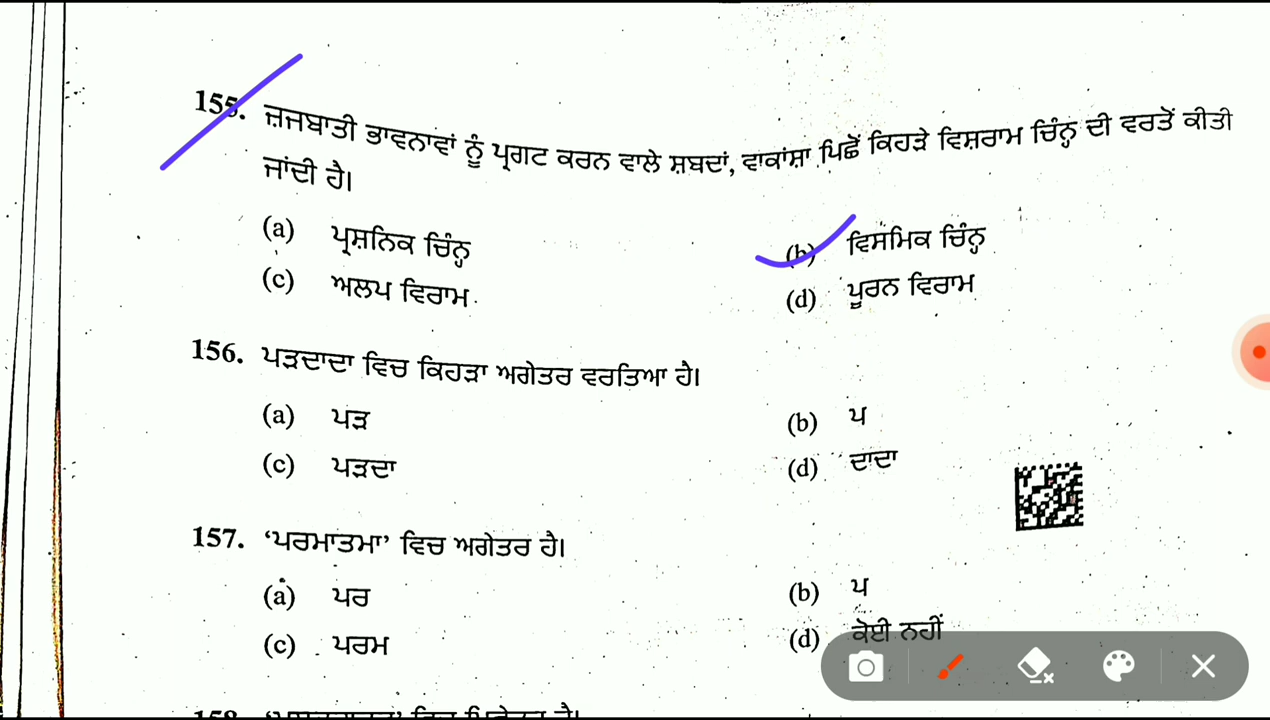 155. ਜ਼ਜਬਾਤੀ ਭਾਵਨਾਵਾਂ ਨੂੰ ਪ੍ਰਗਟ ਕਰਨ ਵਾਲੇ ਸ਼ਬਦਾਂ, ਵਾਕਾਂਸ਼ਾ ਪਿਛੋਂ ਕਿਹੜੇ ਵਿਸ਼ਰਾਮ ਚਿੰਨ੍ਹ ਦੀ ਵਰਤੋਂ ਕੀਤੀ
ਜਾਂਦੀ ਹੈ।
(a) ਪ੍ਰਸ਼ਨਿਕ ਚਿੰਨ੍ਹ (b) ਵਿਸਮਿਕ ਚਿੰਨ੍ਹ
(c) ਅਲਪ ਵਿਰਾਮ (d) ਪੂਰਨ ਵਿਰਾਮ
156. ਪੜਦਾਦਾ ਵਿਚ ਕਿਹੜਾ ਅਗੇਤਰ ਵਰਤਿਆ ਹੈ।
(a) ਪੜ (b) ਪ
(c) ਪੜਦਾ (d) ਦਾਦਾ
157. ‘ਪਰਮਾਤਮਾ’ ਵਿਚ ਅਗੇਤਰ ਹੈ।
(a) ਪਰ (b) ਪ
(c) ਪਰਮ (d) ਕੋਈ ਨਹੀਂ